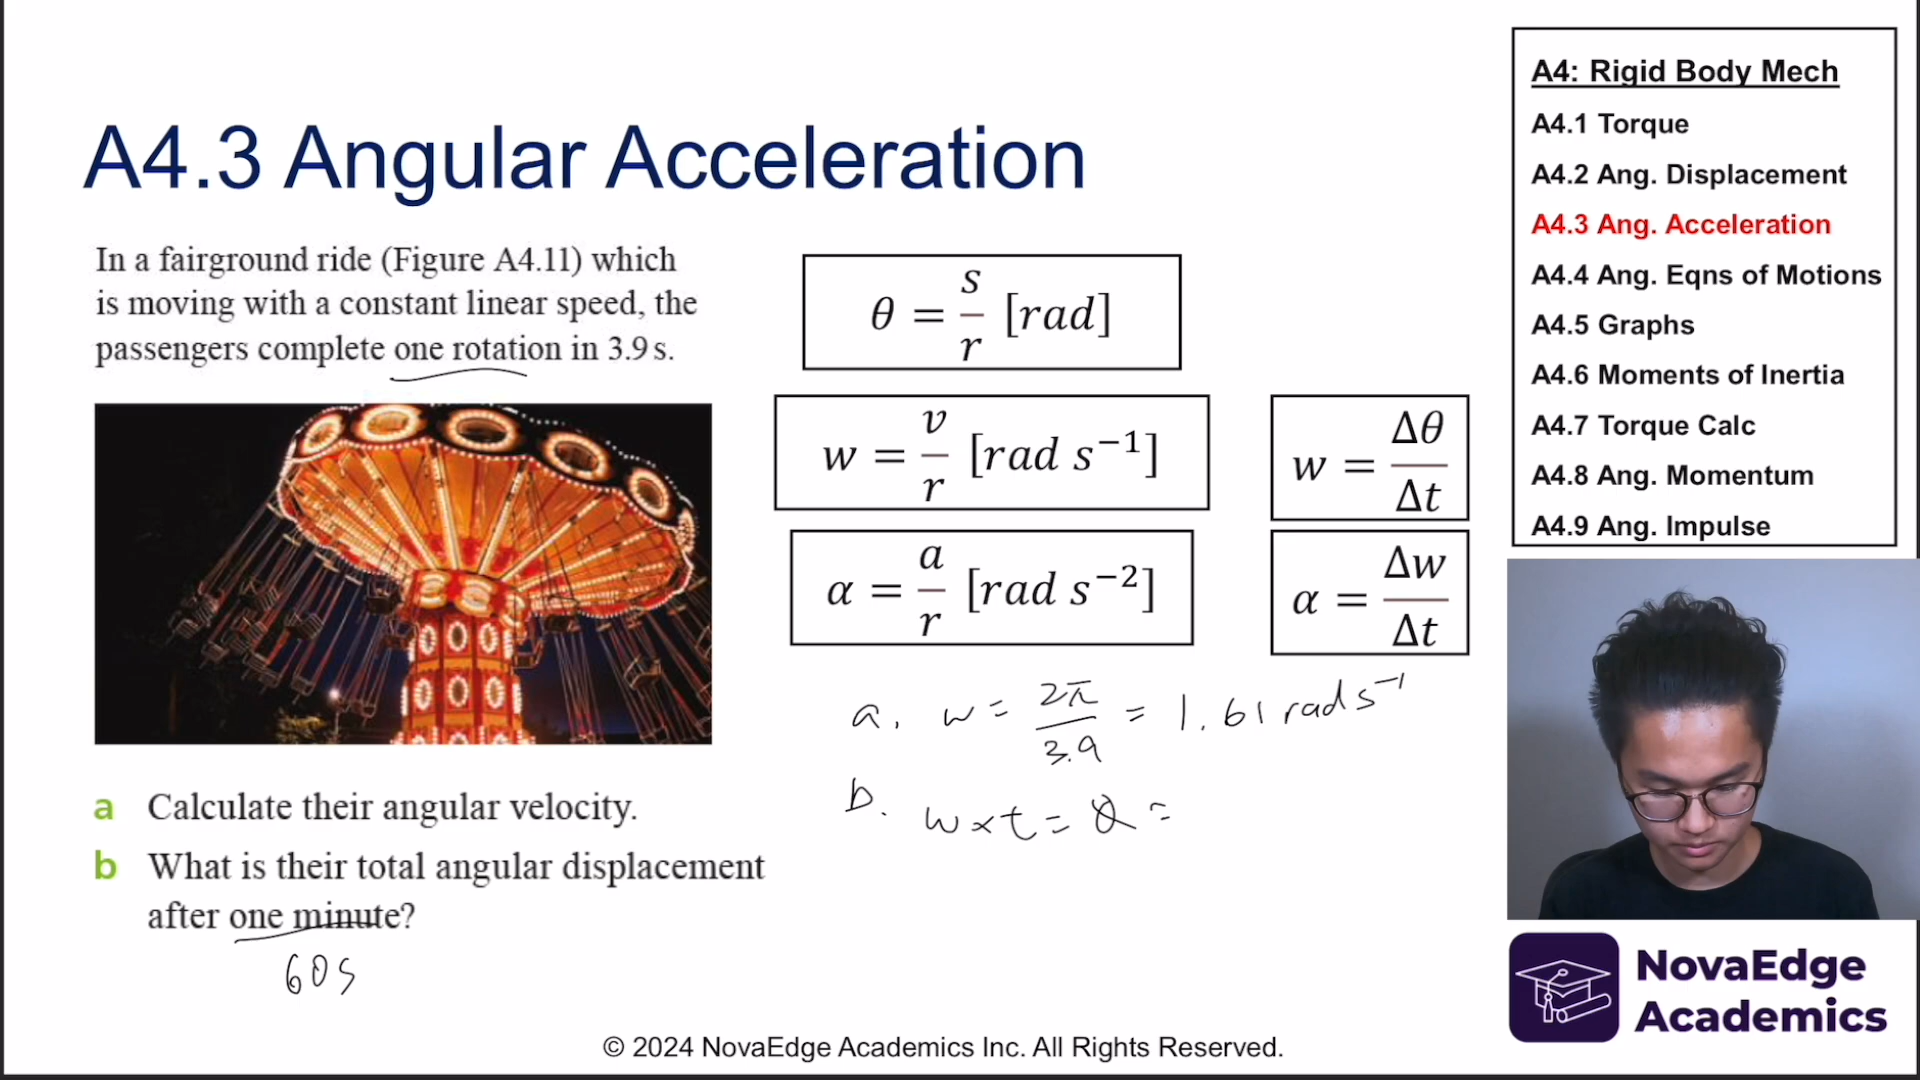 A4.3 Angular Acceleration
In a fairground ride (Figure A4.11) which
is moving with a constant linear speed, the
passengers complete one rotation in 3.9 s.
θ = s/r [rad]
w = v/r [rad s⁻¹]
w = Δθ/Δt
α = a/r [rad s⁻²]
α = Δw/Δt
a. w = 2π/3.9 = 1.61 rad s⁻¹
b. w × t = θ =
a Calculate their angular velocity.
b What is their total angular displacement
after one minute?
60s
A4: Rigid Body Mech
A4.1 Torque
A4.2 Ang. Displacement
A4.3 Ang. Acceleration
A4.4 Ang. Eqns of Motions
A4.5 Graphs
A4.6 Moments of Inertia
A4.7 Torque Calc
A4.8 Ang. Momentum
A4.9 Ang. Impulse
NovaEdge
Academics
© 2024 NovaEdge Academics Inc. All Rights Reserved.